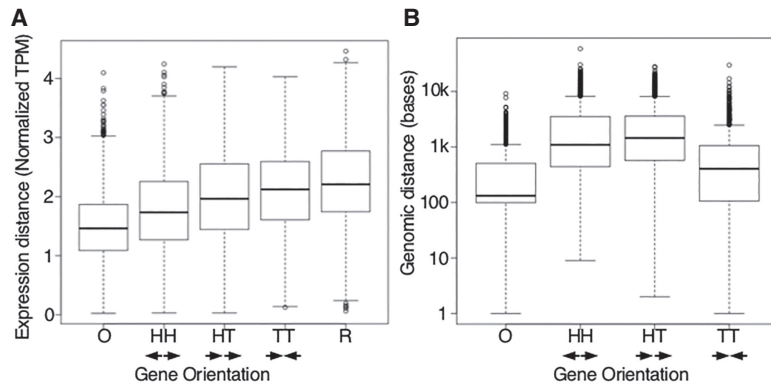 A
Expression distance (Normalized TPM)
4
3
2
1
0
O HH HT TT R
Gene Orientation
B
Genomic distance (bases)
10k
1k
100
10
1
O HH HT TT
Gene Orientation